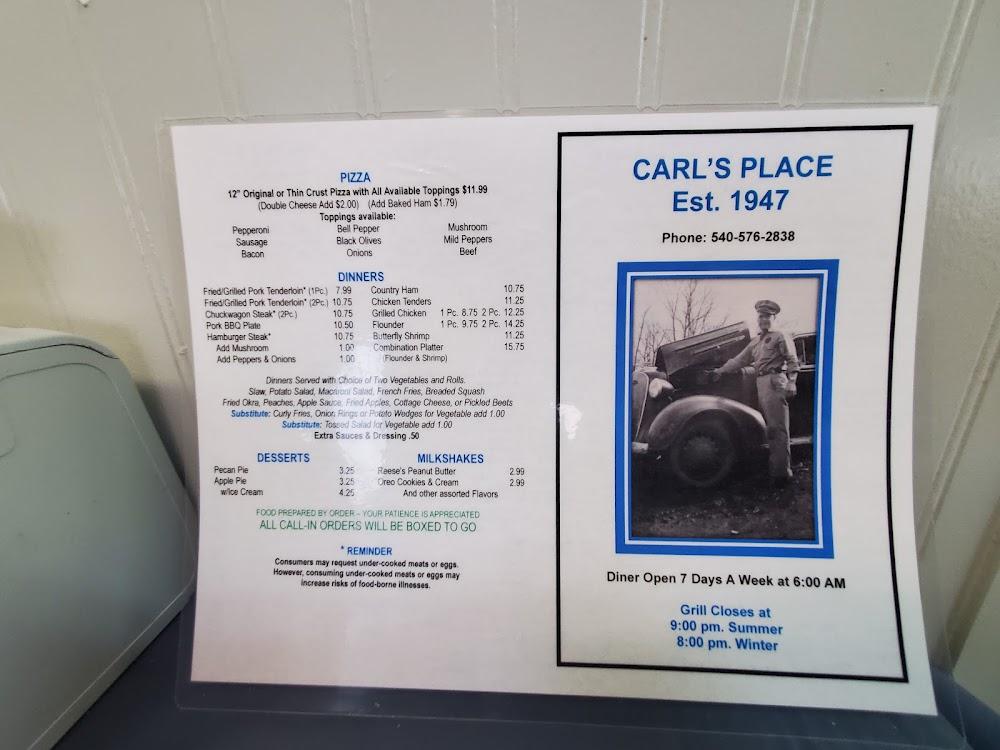 PIZZA
12" Original or Thin Crust Pizza with All Available Toppings $11.99
(Double Cheese Add $2.00) (Add Baked Ham $1.79)
Toppings available:
Pepperoni Bell Pepper Mushroom
Sausage Black Olives Mild Peppers
Bacon Onions Beef
DINNERS
Fried/Grilled Pork Tenderloin* (1Pc.) 7.99 Country Ham 10.75
Fried/Grilled Pork Tenderloin* (2Pc.) 10.75 Chicken Tenders 11.25
Chuckwagon Steak* (2Pc.) 10.75 Grilled Chicken 1 Pc. 8.75 2 Pc. 12.25
Pork BBQ Plate 10.50 Flounder 1 Pc. 9.75 2 Pc. 14.25
Hamburger Steak* 10.75 Butterfly Shrimp 11.25
Add Mushroom 1.00 Combination Platter 15.75
Add Peppers & Onions 1.00 (Flounder & Shrimp)
Dinners Served with Choice of Two Vegetables and Rolls.
Slaw, Potato Salad, Macaroni Salad, French Fries, Breaded Squash
Fried Okra, Peaches, Apple Sauce, Fried Apples, Cottage Cheese, or Pickled Beets
Substitute: Curly Fries, Onion Rings or Potato Wedges for Vegetable add 1.00
Substitute: Tossed Salad for Vegetable add 1.00
Extra Sauces & Dressing .50
DESSERTS MILKSHAKES
Pecan Pie 3.25 Reese's Peanut Butter 2.99
Apple Pie 3.25 Oreo Cookies & Cream 2.99
w/Ice Cream 4.25 And other assorted Flavors
FOOD PREPARED BY ORDER – YOUR PATIENCE IS APPRECIATED
ALL CALL-IN ORDERS WILL BE BOXED TO GO
* REMINDER
Consumers may request under-cooked meats or eggs.
However, consuming under-cooked meats or eggs may
increase risks of food-borne illnesses.
CARL'S PLACE
Est. 1947
Phone: 540-576-2838
Diner Open 7 Days A Week at 6:00 AM
Grill Closes at
9:00 pm. Summer
8:00 pm. Winter